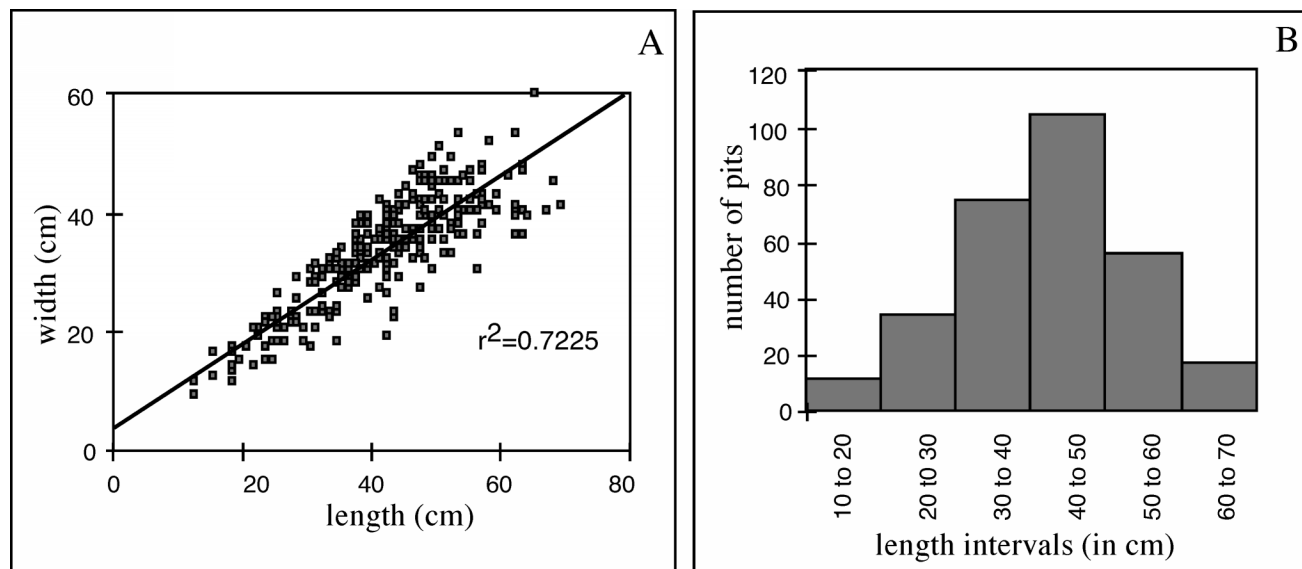 A
60
40
20
0
width (cm)
r2=0.7225
0 20 40 60 80
length (cm)
B
120
100
80
60
40
20
0
number of pits
10 to 20
20 to 30
30 to 40
40 to 50
50 to 60
60 to 70
length intervals (in cm)